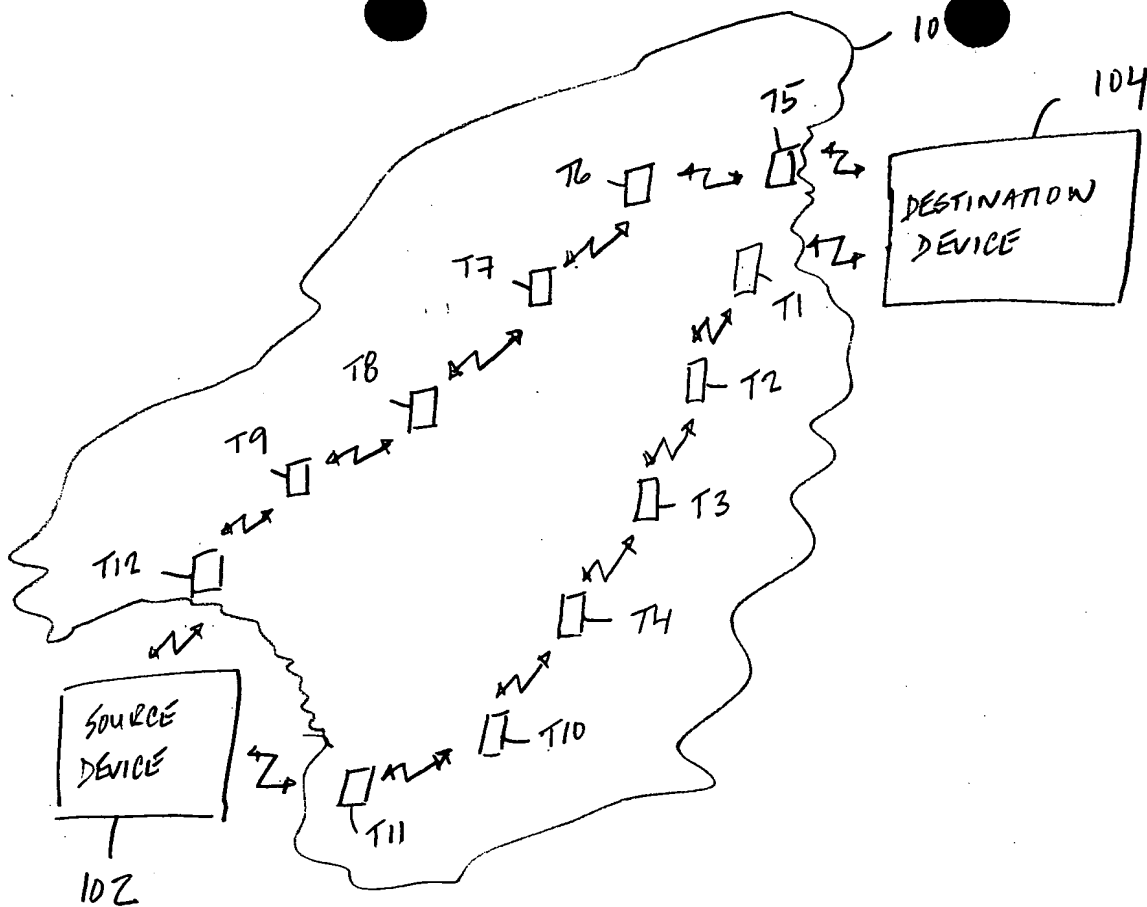 10
104
T5
T6
DESTINATION
DEVICE
T7
T1
T8
T2
T9
T3
T12
T4
SOURCE
DEVICE
T10
T11
102